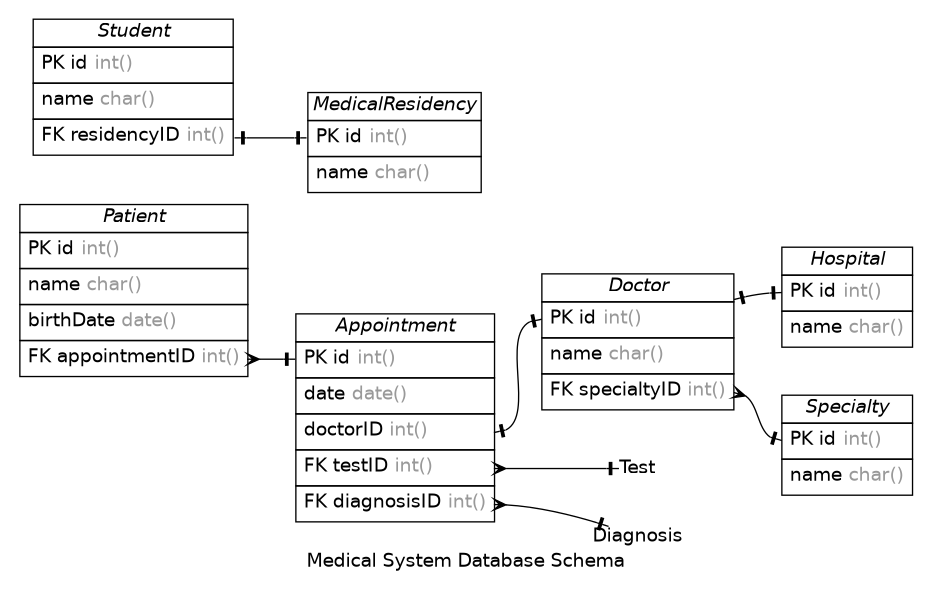 Student
PK id int()
name char()
FK residencyID int()
MedicalResidency
PK id int()
name char()
Patient
PK id int()
name char()
birthDate date()
FK appointmentID int()
Appointment
PK id int()
date date()
doctorID int()
FK testID int()
FK diagnosisID int()
Doctor
PK id int()
name char()
FK specialtyID int()
Hospital
PK id int()
name char()
Specialty
PK id int()
name char()
Test
Diagnosis
Medical System Database Schema